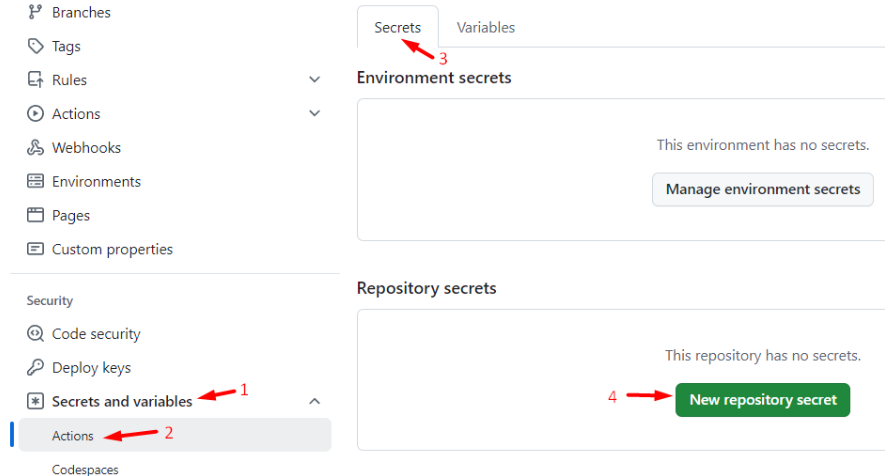 Branches
Tags
Rules
Actions
Webhooks
Environments
Pages
Custom properties
Security
Code security
Deploy keys
Secrets and variables
1
Actions
2
Codespaces
Secrets
Variables
3
Environment secrets
This environment has no secrets.
Manage environment secrets
Repository secrets
This repository has no secrets.
4
New repository secret